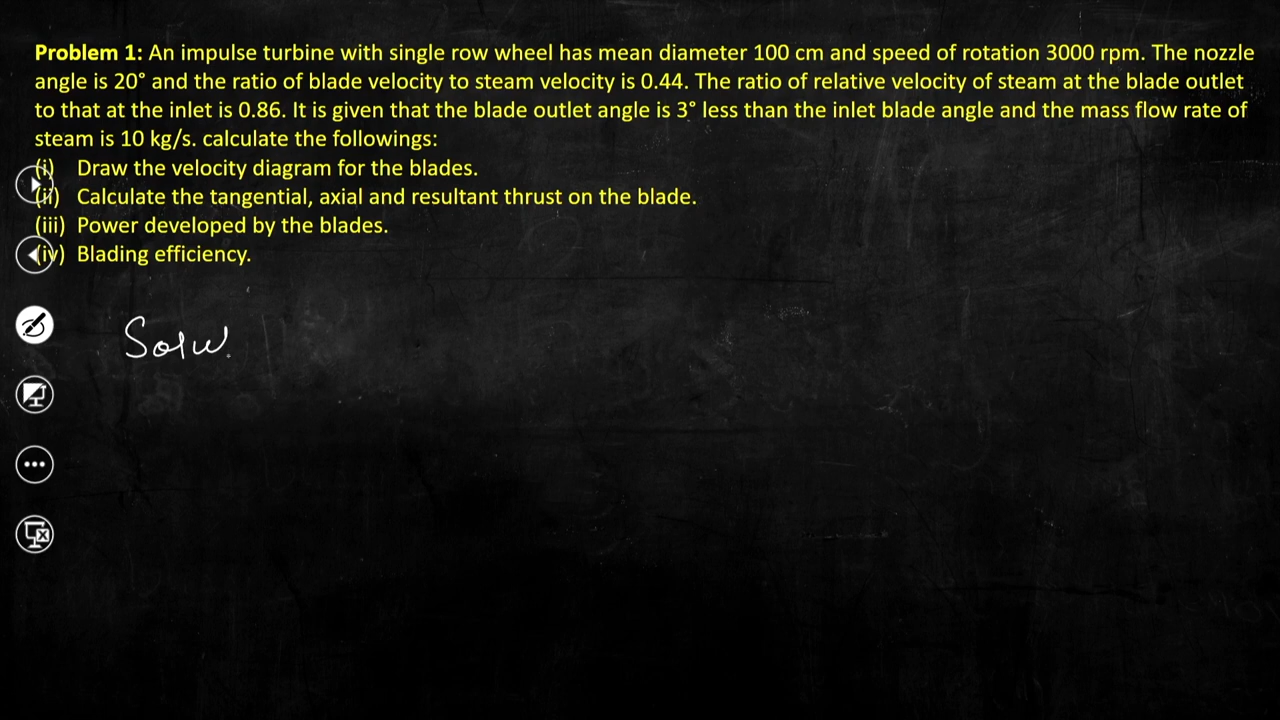 Problem 1: An impulse turbine with single row wheel has mean diameter 100 cm and speed of rotation 3000 rpm. The nozzle
angle is 20° and the ratio of blade velocity to steam velocity is 0.44. The ratio of relative velocity of steam at the blade outlet
to that at the inlet is 0.86. It is given that the blade outlet angle is 3° less than the inlet blade angle and the mass flow rate of
steam is 10 kg/s. calculate the followings:
(i) Draw the velocity diagram for the blades.
(ii) Calculate the tangential, axial and resultant thrust on the blade.
(iii) Power developed by the blades.
(iv) Blading efficiency.